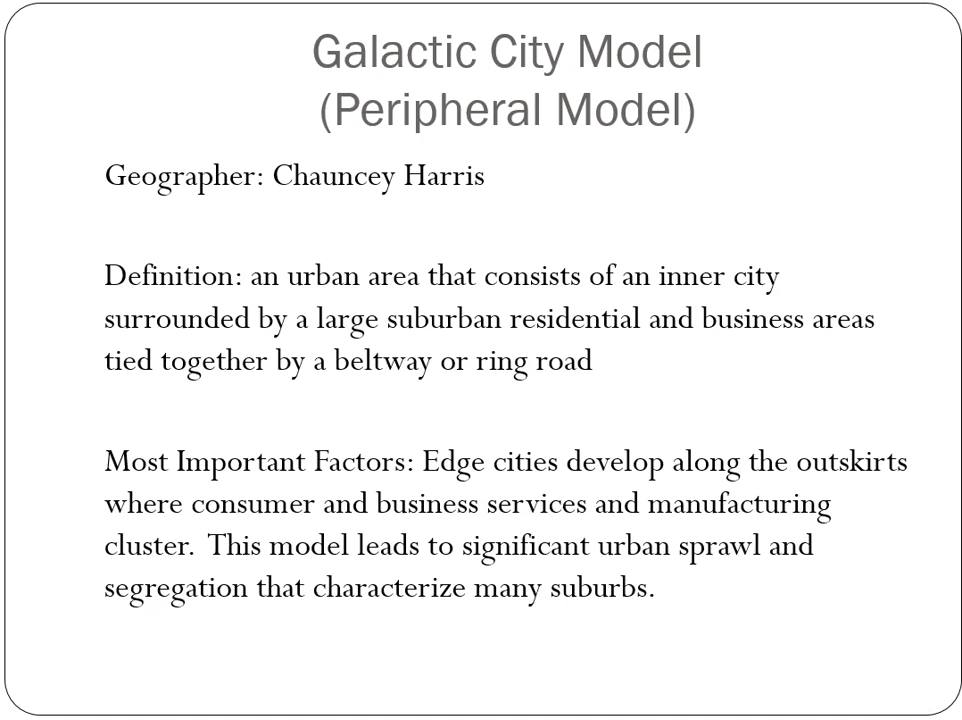 Galactic City Model
(Peripheral Model)
Geographer: Chauncey Harris
Definition: an urban area that consists of an inner city
surrounded by a large suburban residential and business areas
tied together by a beltway or ring road
Most Important Factors: Edge cities develop along the outskirts
where consumer and business services and manufacturing
cluster.  This model leads to significant urban sprawl and
segregation that characterize many suburbs.